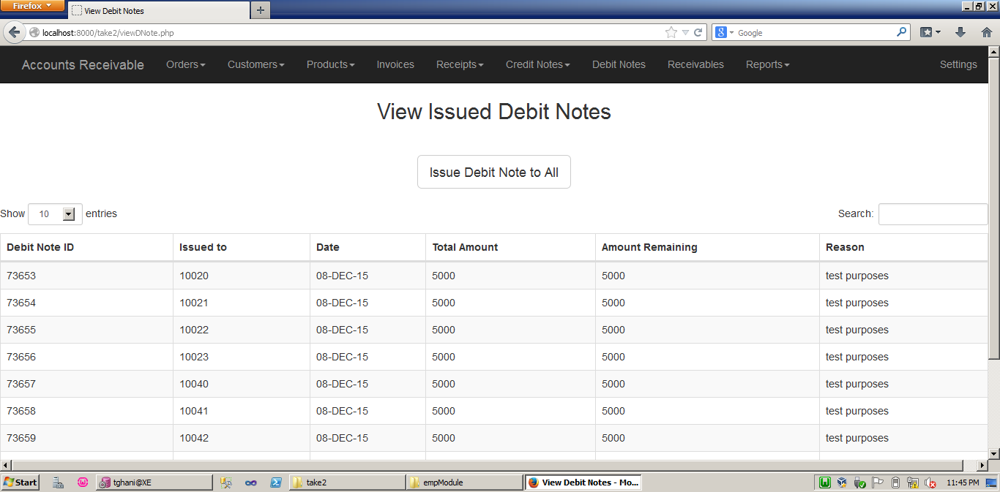 Firefox
View Debit Notes
localhost:8000/take2/viewDNote.php
Google
Accounts Receivable Orders Customers Products Invoices Receipts Credit Notes Debit Notes Receivables Reports Settings
View Issued Debit Notes
Issue Debit Note to All
Show 10 entries Search:
Debit Note ID Issued to Date Total Amount Amount Remaining Reason
73653 10020 08-DEC-15 5000 5000 test purposes
73654 10021 08-DEC-15 5000 5000 test purposes
73655 10022 08-DEC-15 5000 5000 test purposes
73656 10023 08-DEC-15 5000 5000 test purposes
73657 10040 08-DEC-15 5000 5000 test purposes
73658 10041 08-DEC-15 5000 5000 test purposes
73659 10042 08-DEC-15 5000 5000 test purposes
Start tghani@XE take2 empModule View Debit Notes - Mo... 11:45 PM